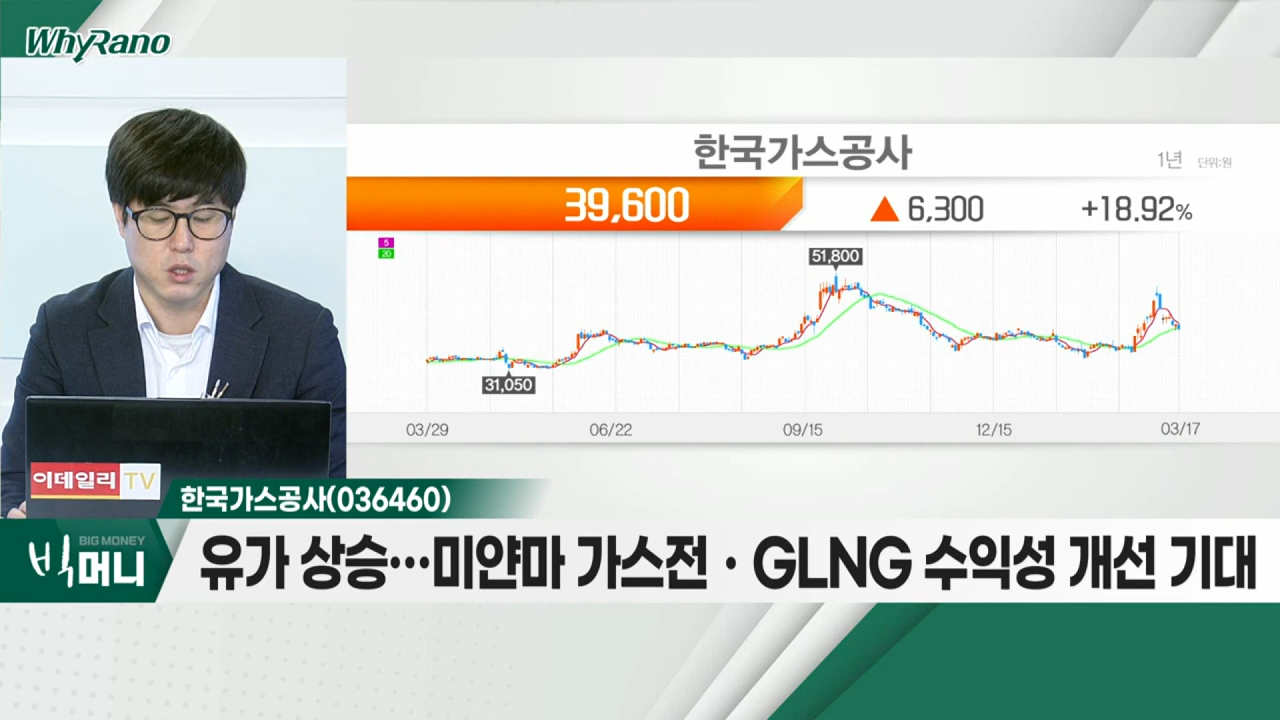 WhyRano
한국가스공사
1년 단위:원
39,600 ▲ 6,300 +18.92%
5
20
51,800
31,050
03/29 06/22 09/15 12/15 03/17
이데일리 TV
한국가스공사(036460)
BIG MONEY
빅머니
유가 상승…미얀마 가스전·GLNG 수익성 개선 기대